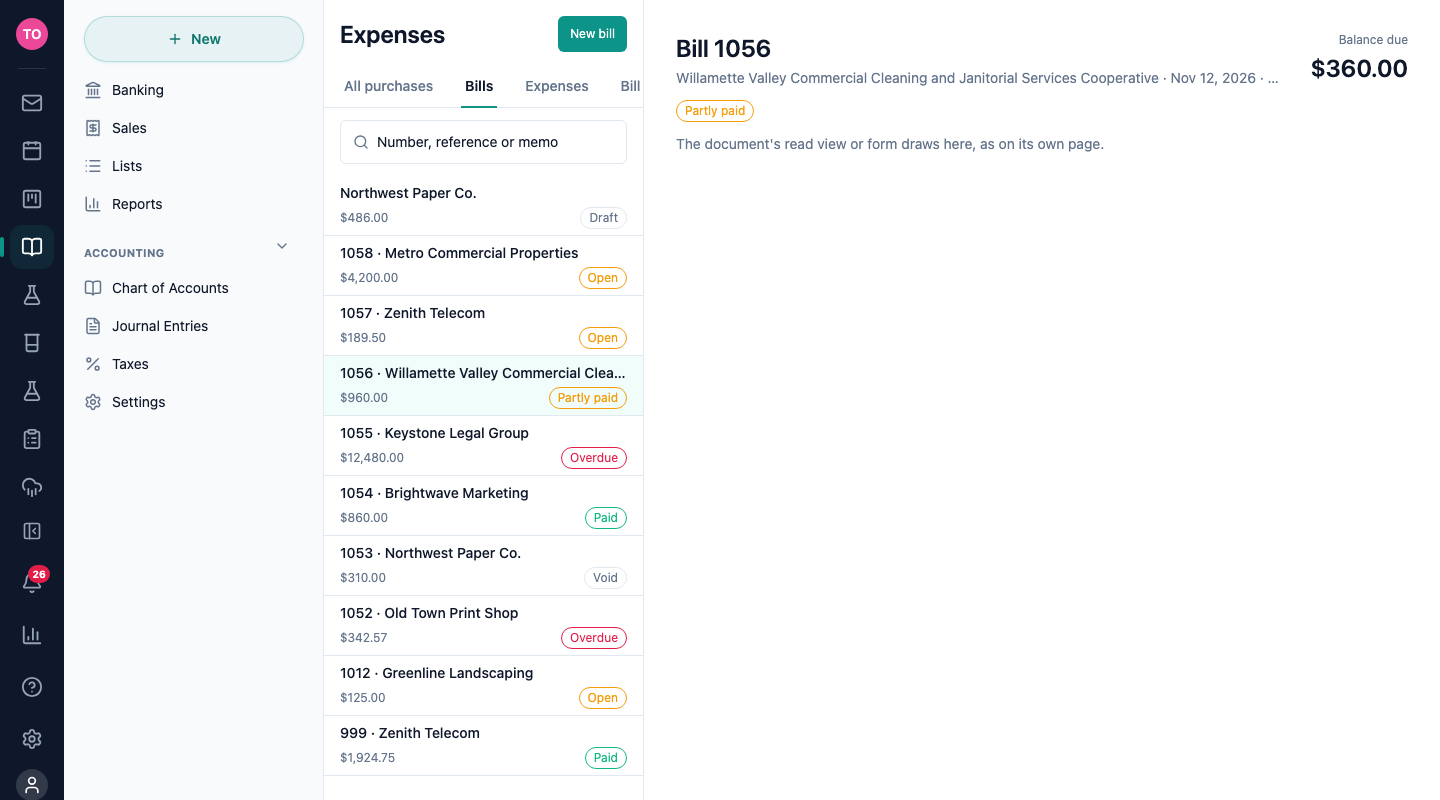 TO
26
New
Banking
Sales
Lists
Reports
ACCOUNTING
Chart of Accounts
Journal Entries
Taxes
Settings
Expenses
New bill
All purchases
Bills
Expenses
Bill
Number, reference or memo
Northwest Paper Co.
$486.00
Draft
1058 · Metro Commercial Properties
$4,200.00
Open
1057 · Zenith Telecom
$189.50
Open
1056 · Willamette Valley Commercial Clea...
$960.00
Partly paid
1055 · Keystone Legal Group
$12,480.00
Overdue
1054 · Brightwave Marketing
$860.00
Paid
1053 · Northwest Paper Co.
$310.00
Void
1052 · Old Town Print Shop
$342.57
Overdue
1012 · Greenline Landscaping
$125.00
Open
999 · Zenith Telecom
$1,924.75
Paid
Bill 1056
Willamette Valley Commercial Cleaning and Janitorial Services Cooperative · Nov 12, 2026 · ...
Partly paid
Balance due
$360.00
The document's read view or form draws here, as on its own page.